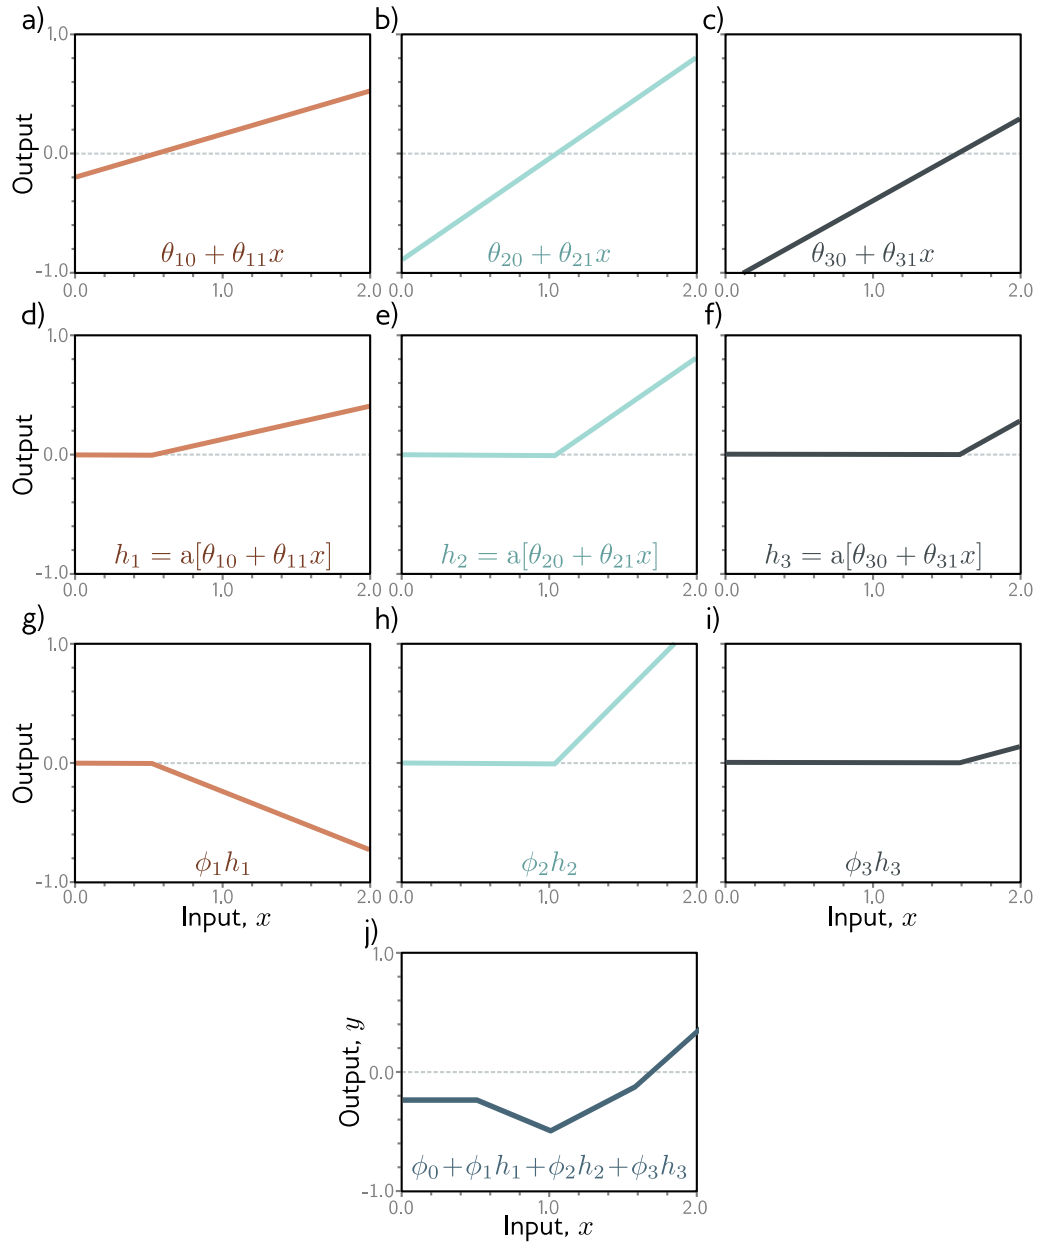 a) b) c)
1.0
Output
0.0
θ₁₀ + θ₁₁x θ₂₀ + θ₂₁x θ₃₀ + θ₃₁x
-1.0
0.0 2.0 0.0 1.0 2.0 0.0 1.0 2.0
d) e) f)
1.0
Output
0.0
h₁ = a[θ₁₀ + θ₁₁x] h₂ = a[θ₂₀ + θ₂₁x] h₃ = a[θ₃₀ + θ₃₁x]
-1.0
0.0 1.0 2.0 0.0 1.0 2.0 0.0 1.0 2.0
g) h) i)
1.0
Output
0.0
ϕ₁h₁ ϕ₂h₂ ϕ₃h₃
-1.0
0.0 1.0 2.0 0.0 1.0 2.0 0.0 1.0 2.0
Input, x
j)
1.0
Output, y
0.0
ϕ₀ + ϕ₁h₁ + ϕ₂h₂ + ϕ₃h₃
-1.0
0.0 1.0 2.0
Input, x